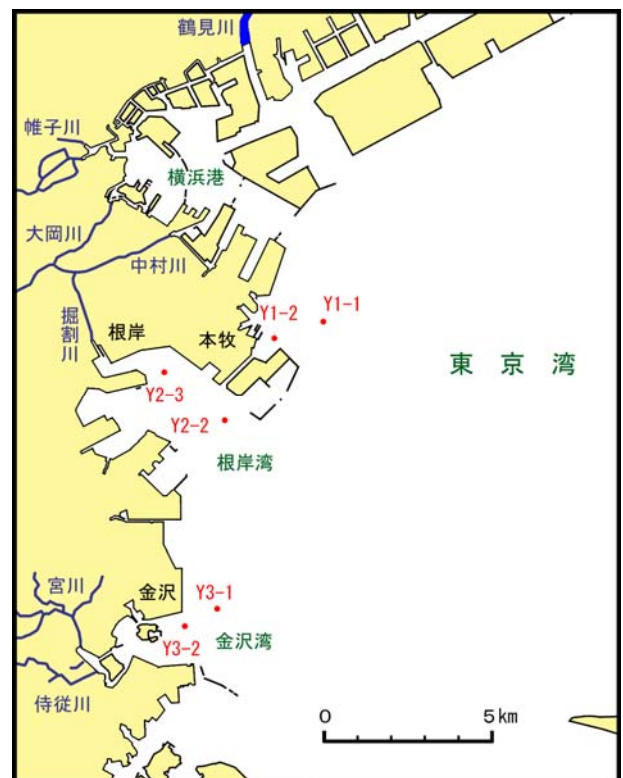 鶴見川
帷子川
横浜港
大岡川
中村川
掘割川
根岸
本牧
Y1-2
Y1-1
東 京 湾
Y2-3
Y2-2
根岸湾
宮川
金沢
Y3-1
Y3-2
金沢湾
侍従川
0 5km